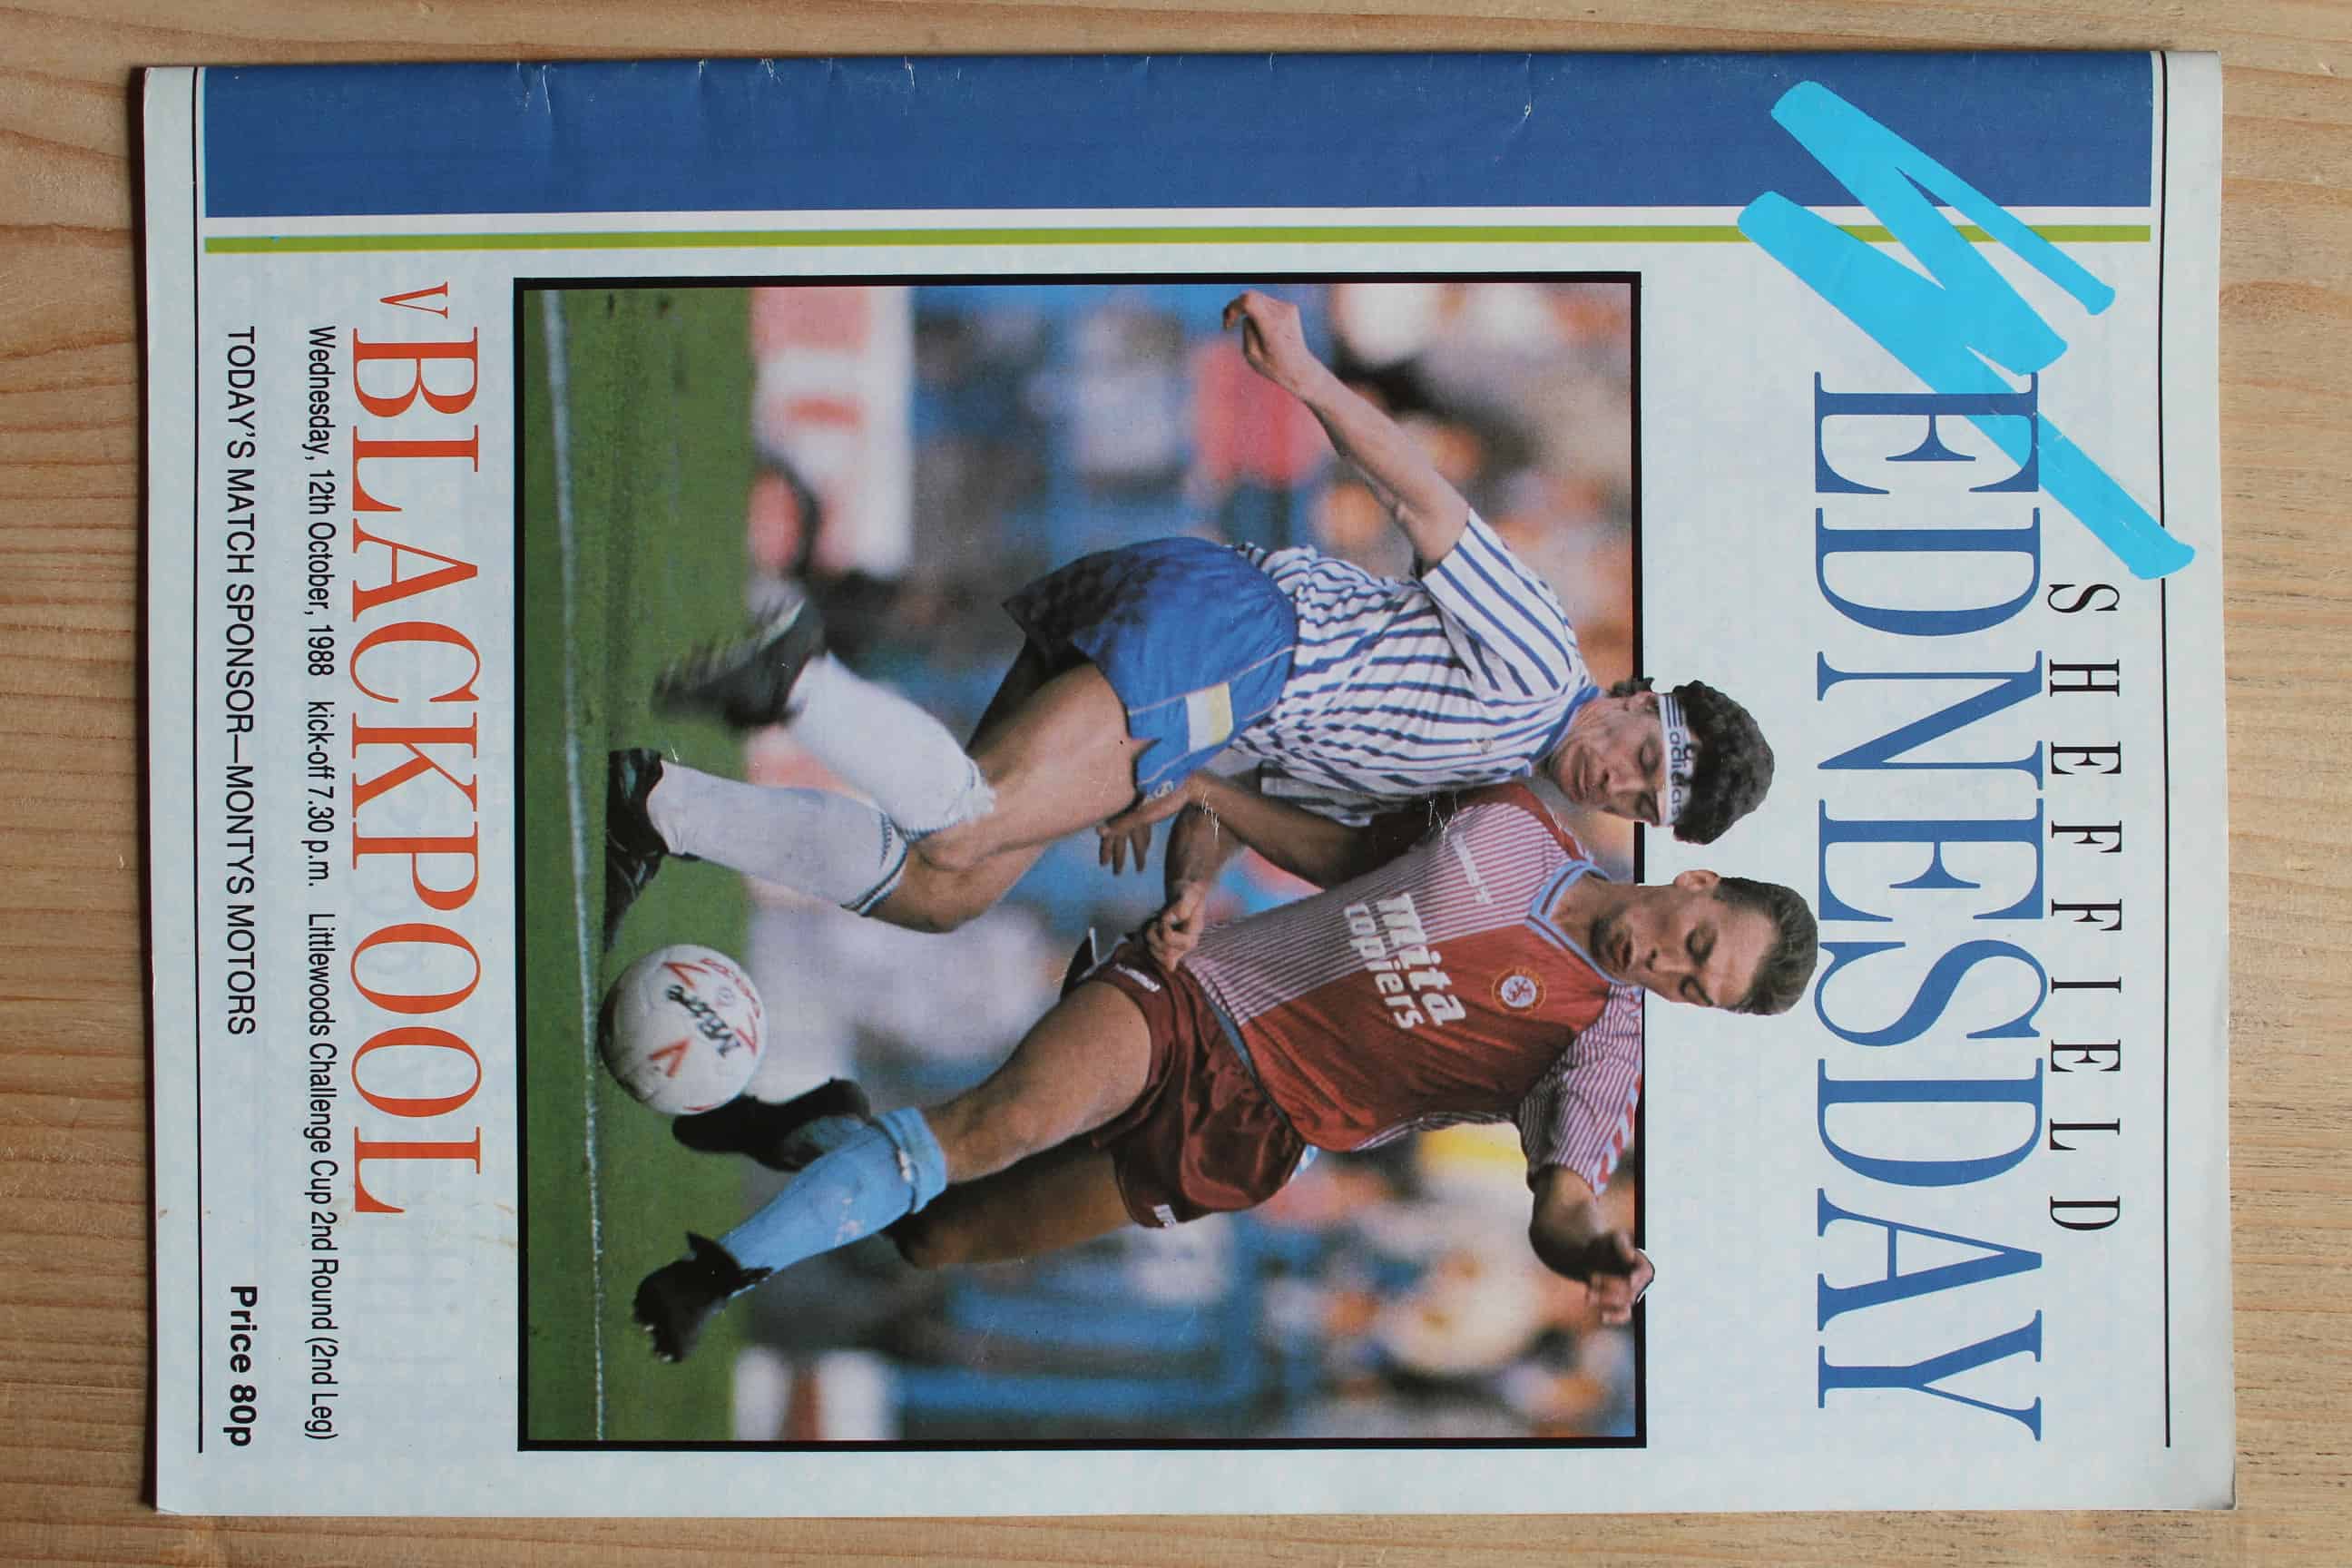 SHEFFIELD
WEDNESDAY
adidas
mita
copiers
Mitre
v BLACKPOOL
Wednesday, 12th October, 1988 kick-off 7.30 p.m. Littlewoods Challenge Cup 2nd Round (2nd Leg)
TODAY'S MATCH SPONSOR—MONTYS MOTORS Price 80p